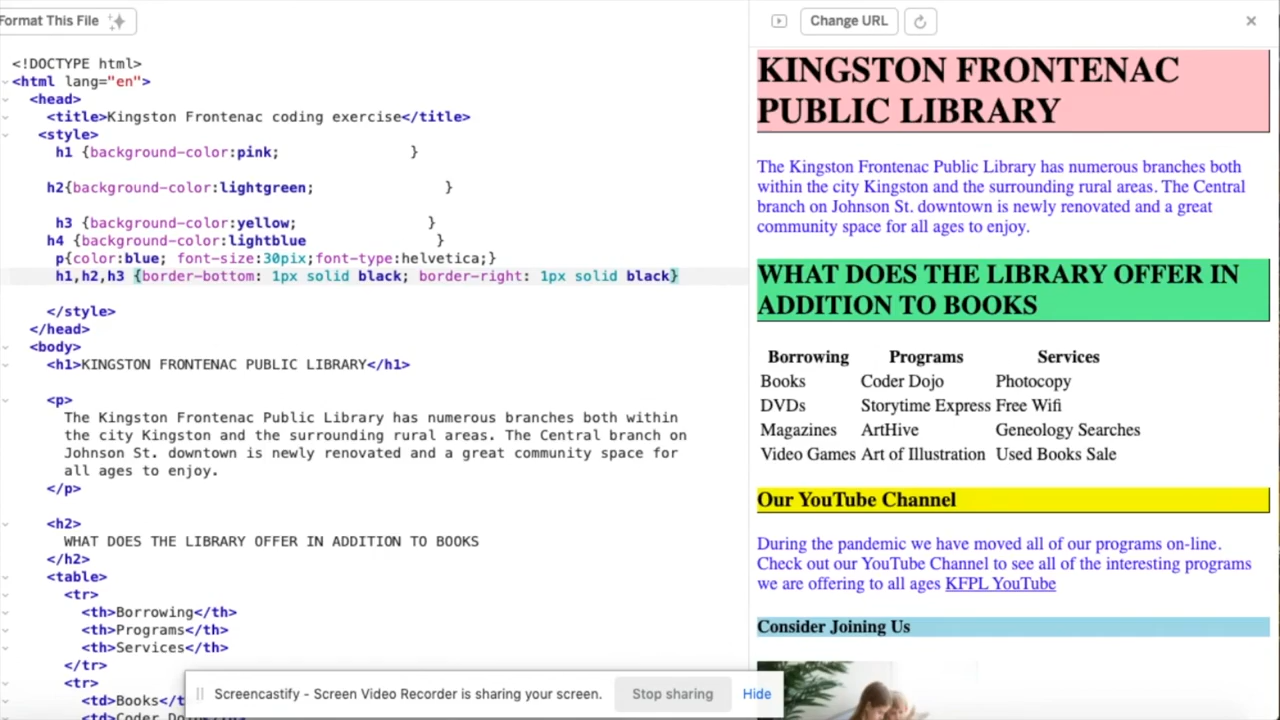 Format This File
<!DOCTYPE html>
<html lang="en">
<head>
<title>Kingston Frontenac coding exercise</title>
<style>
h1 {background-color:pink; }
h2{background-color:lightgreen; }
h3 {background-color:yellow; }
h4 {background-color:lightblue }
p{color:blue; font-size:30pix;font-type:helvetica;}
h1,h2,h3 {border-bottom: 1px solid black; border-right: 1px solid black}
</style>
</head>
<body>
<h1>KINGSTON FRONTENAC PUBLIC LIBRARY</h1>
<p>
The Kingston Frontenac Public Library has numerous branches both within
the city Kingston and the surrounding rural areas. The Central branch on
Johnson St. downtown is newly renovated and a great community space for
all ages to enjoy.
</p>
<h2>
WHAT DOES THE LIBRARY OFFER IN ADDITION TO BOOKS
</h2>
<table>
<tr>
<th>Borrowing</th>
<th>Programs</th>
<th>Services</th>
</tr>
<tr>
<td>Books</t
<td>Coder Do
Change URL
KINGSTON FRONTENAC
PUBLIC LIBRARY
The Kingston Frontenac Public Library has numerous branches both
within the city Kingston and the surrounding rural areas. The Central
branch on Johnson St. downtown is newly renovated and a great
community space for all ages to enjoy.
WHAT DOES THE LIBRARY OFFER IN
ADDITION TO BOOKS
Borrowing Programs Services
Books Coder Dojo Photocopy
DVDs Storytime Express Free Wifi
Magazines ArtHive Geneology Searches
Video Games Art of Illustration Used Books Sale
Our YouTube Channel
During the pandemic we have moved all of our programs on-line.
Check out our YouTube Channel to see all of the interesting programs
we are offering to all ages KFPL YouTube
Consider Joining Us
Screencastify - Screen Video Recorder is sharing your screen. Stop sharing Hide